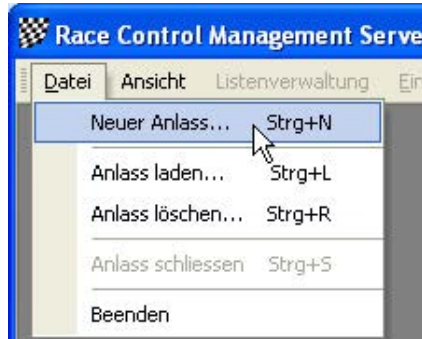 Race Control Management Serve
Datei Ansicht Listenverwaltung Ein
Neuer Anlass... Strg+N
Anlass laden... Strg+L
Anlass löschen... Strg+R
Anlass schliessen Strg+S
Beenden